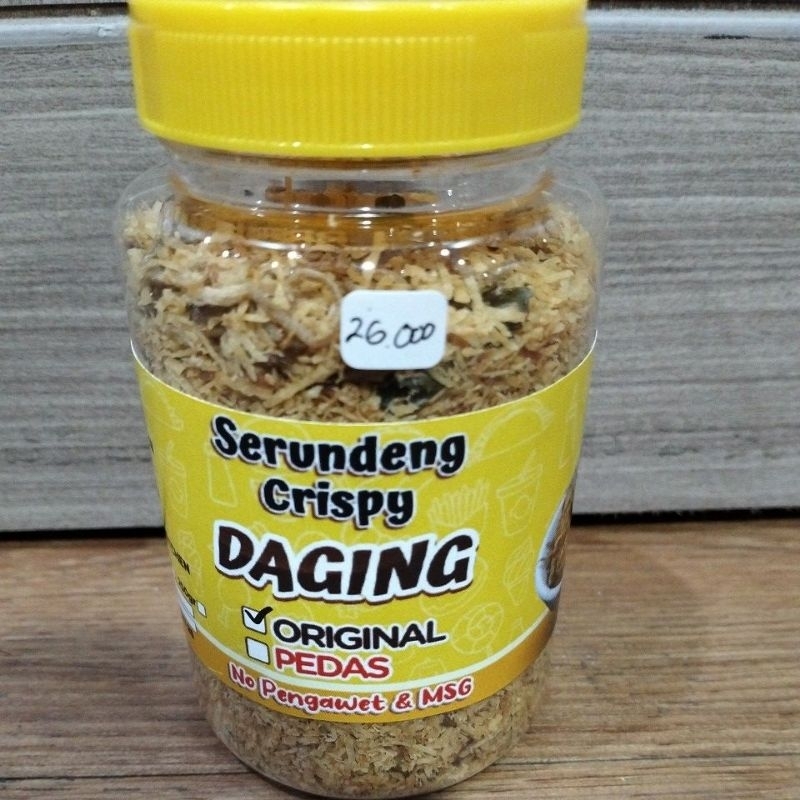 26.000
Serundeng
Crispy
DAGING
ORIGINAL
PEDAS
No Pengawet & MSG